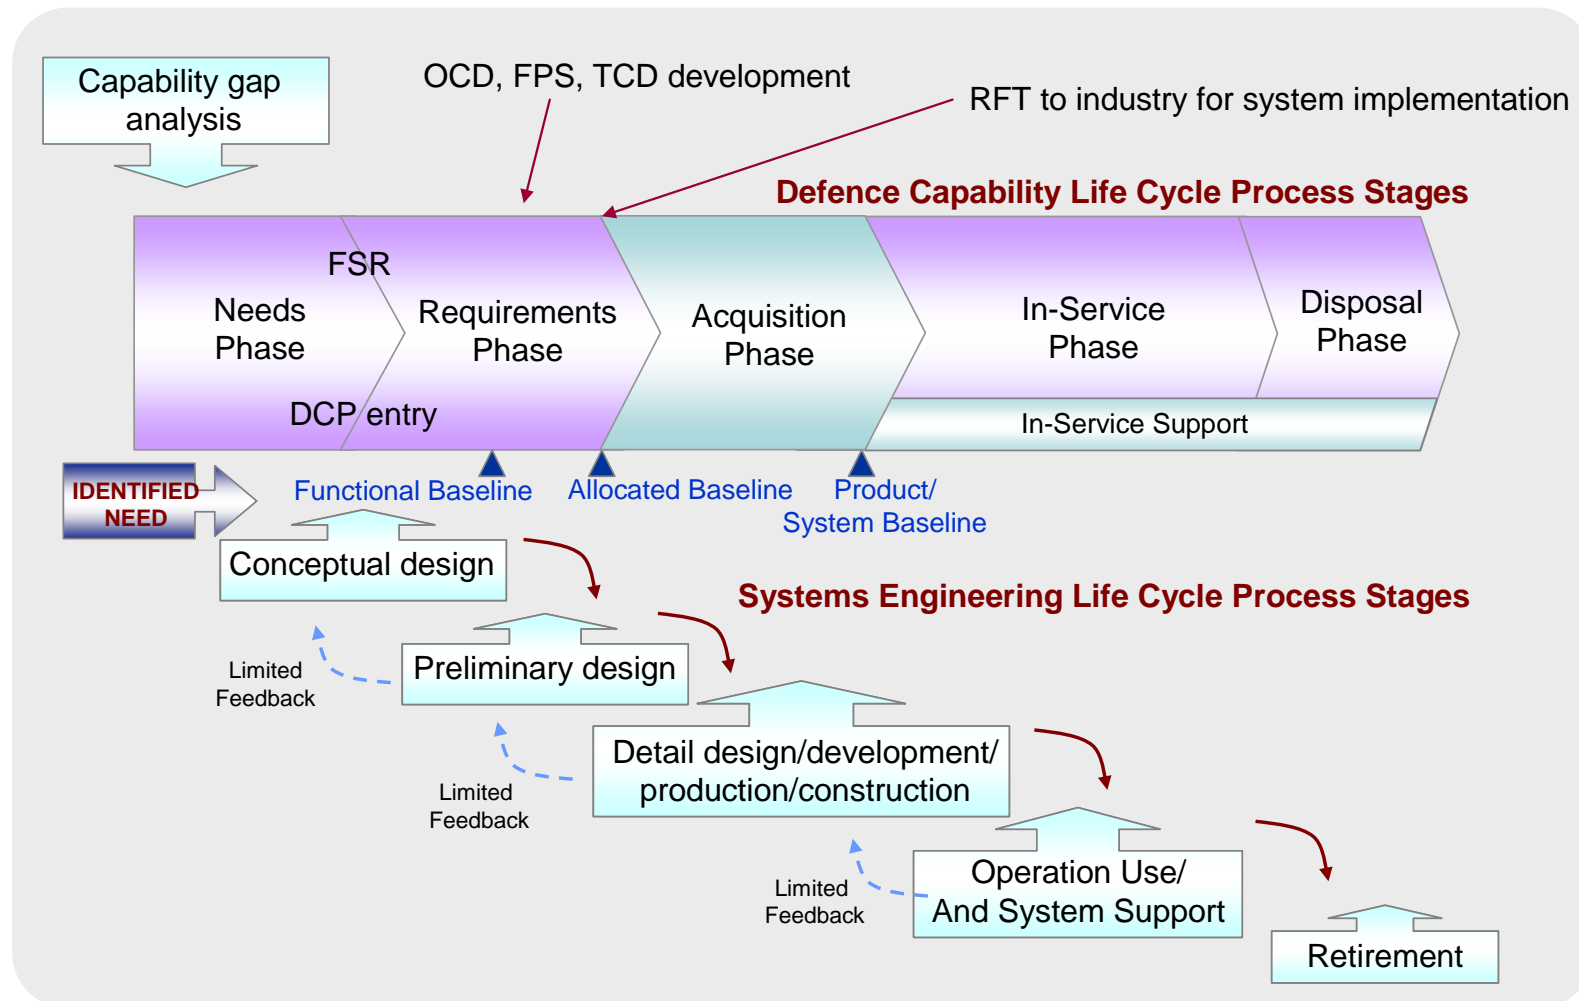 Capability gap
analysis
OCD, FPS, TCD development
RFT to industry for system implementation
Defence Capability Life Cycle Process Stages
FSR
Needs
Phase
Requirements
Phase
Acquisition
Phase
In-Service
Phase
Disposal
Phase
DCP entry
In-Service Support
IDENTIFIED
NEED
Functional Baseline
Allocated Baseline
Product/
System Baseline
Conceptual design
Systems Engineering Life Cycle Process Stages
Limited
Feedback
Preliminary design
Limited
Feedback
Detail design/development/
production/construction
Limited
Feedback
Operation Use/
And System Support
Retirement